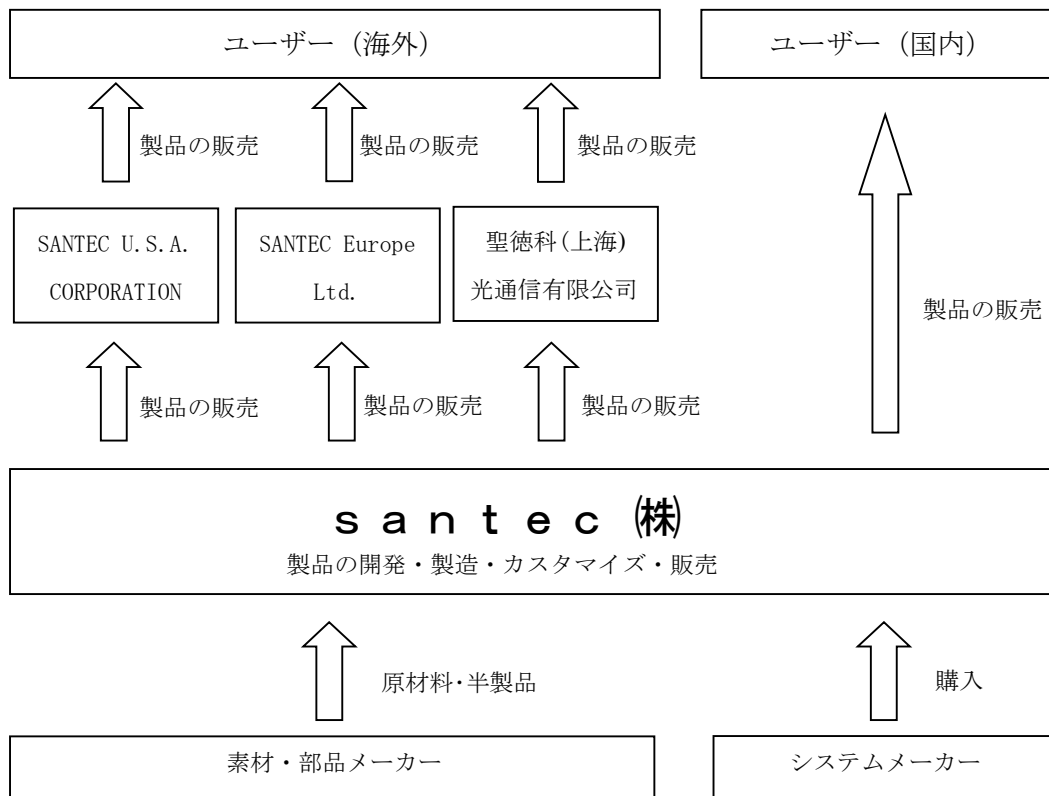 ユーザー（海外）
ユーザー（国内）
製品の販売
製品の販売
製品の販売
SANTEC U.S.A.
CORPORATION
SANTEC Europe
Ltd.
聖徳科(上海)
光通信有限公司
製品の販売
製品の販売
製品の販売
製品の販売
ｓａｎｔｅｃ㈱
製品の開発・製造・カスタマイズ・販売
原材料・半製品
購入
素材・部品メーカー
システムメーカー